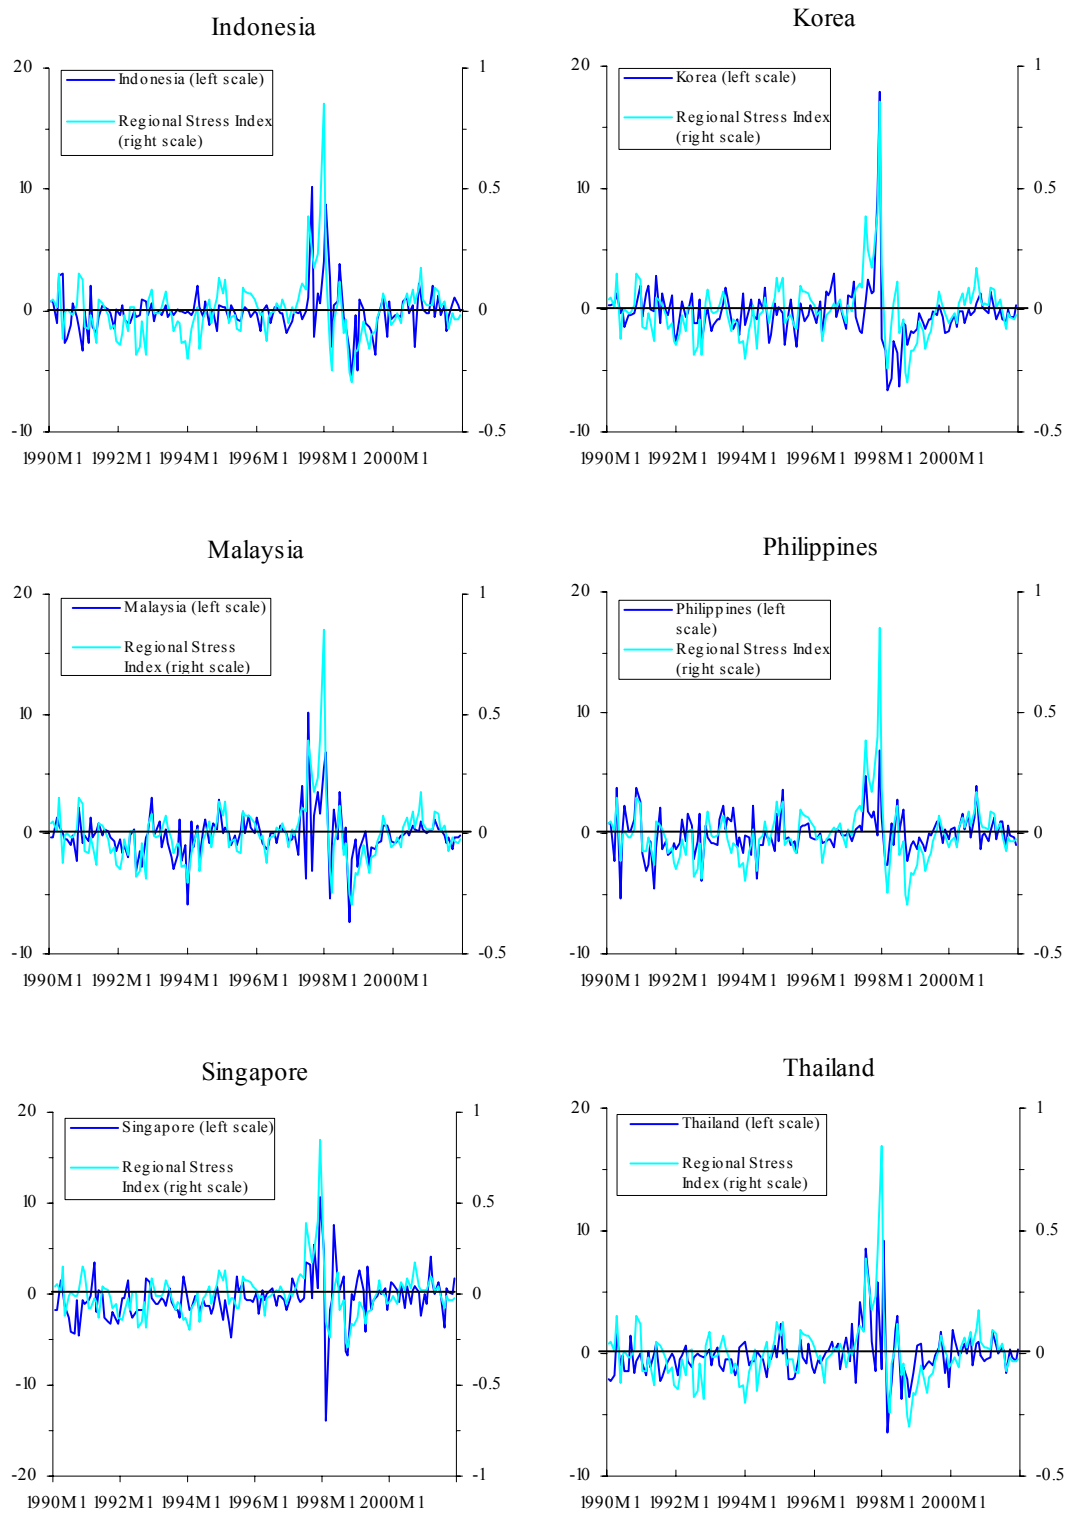 Indonesia
20
10
0
-10
1
0.5
0
-0.5
Indonesia (left scale)
Regional Stress Index
(right scale)
1990M1 1992M1 1994M1 1996M1 1998M1 2000M1
Korea
20
10
0
-10
1
0.5
0
-0.5
Korea (left scale)
Regional Stress Index
(right scale)
1990M1 1992M1 1994M1 1996M1 1998M1 2000M1
Malaysia
20
10
0
-10
1
0.5
0
-0.5
Malaysia (left scale)
Regional Stress
Index (right scale)
1990M1 1992M1 1994M1 1996M1 1998M1 2000M1
Philippines
20
10
0
-10
1
0.5
0
-0.5
Philippines (left
scale)
Regional Stress Index
(right scale)
1990M1 1992M1 1994M1 1996M1 1998M1 2000M1
Singapore
20
10
0
-10
-20
1
0.5
0
-0.5
-1
Singapore (left scale)
Regional Stress
Index (right scale)
1990M1 1992M1 1994M1 1996M1 1998M1 2000M1
Thailand
20
10
0
-10
1
0.5
0
-0.5
Thailand (left scale)
Regional Stress
Index (right scale)
1990M1 1992M1 1994M1 1996M1 1998M1 2000M1